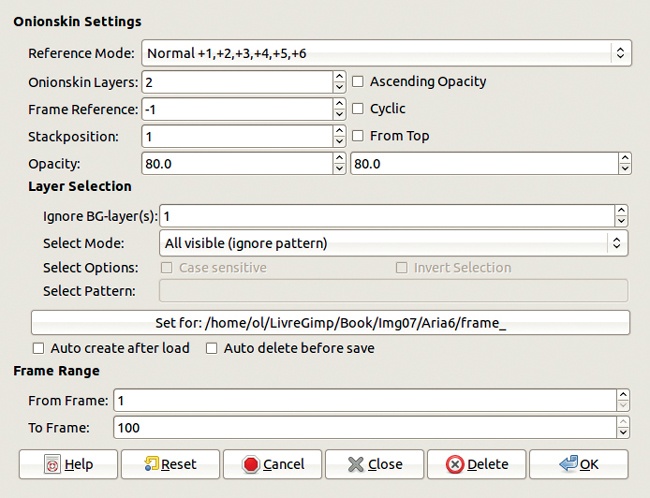 Onionskin Settings
Reference Mode: Normal +1,+2,+3,+4,+5,+6
Onionskin Layers: 2 Ascending Opacity
Frame Reference: -1 Cyclic
Stackposition: 1 From Top
Opacity: 80.0 80.0
Layer Selection
Ignore BG-layer(s): 1
Select Mode: All visible (ignore pattern)
Select Options: Case sensitive Invert Selection
Select Pattern:
Set for: /home/ol/LivreGimp/Book/Img07/Aria6/frame_
Auto create after load Auto delete before save
Frame Range
From Frame: 1
To Frame: 100
Help Reset Cancel Close Delete OK